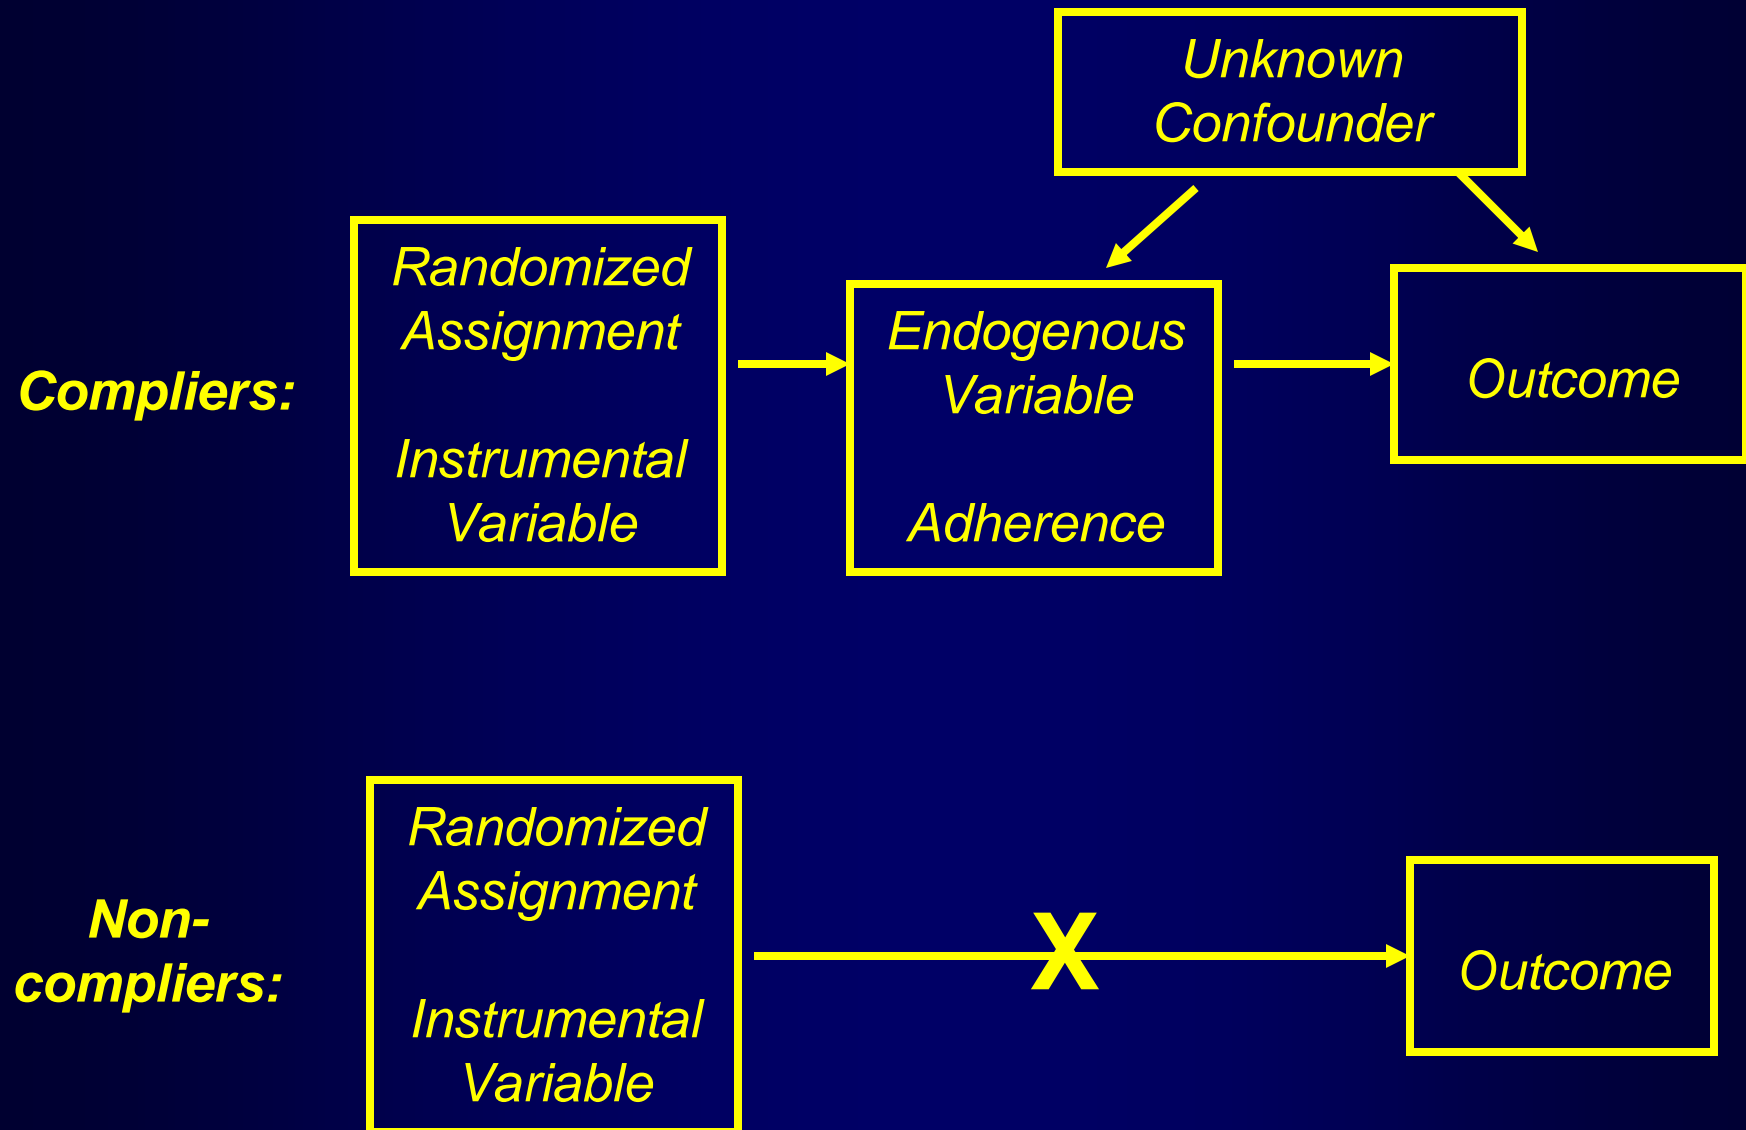 Unknown
Confounder
Randomized
Assignment
Instrumental
Variable
Compliers:
Endogenous
Variable
Adherence
Outcome
Non-
compliers:
Randomized
Assignment
Instrumental
Variable
X
Outcome